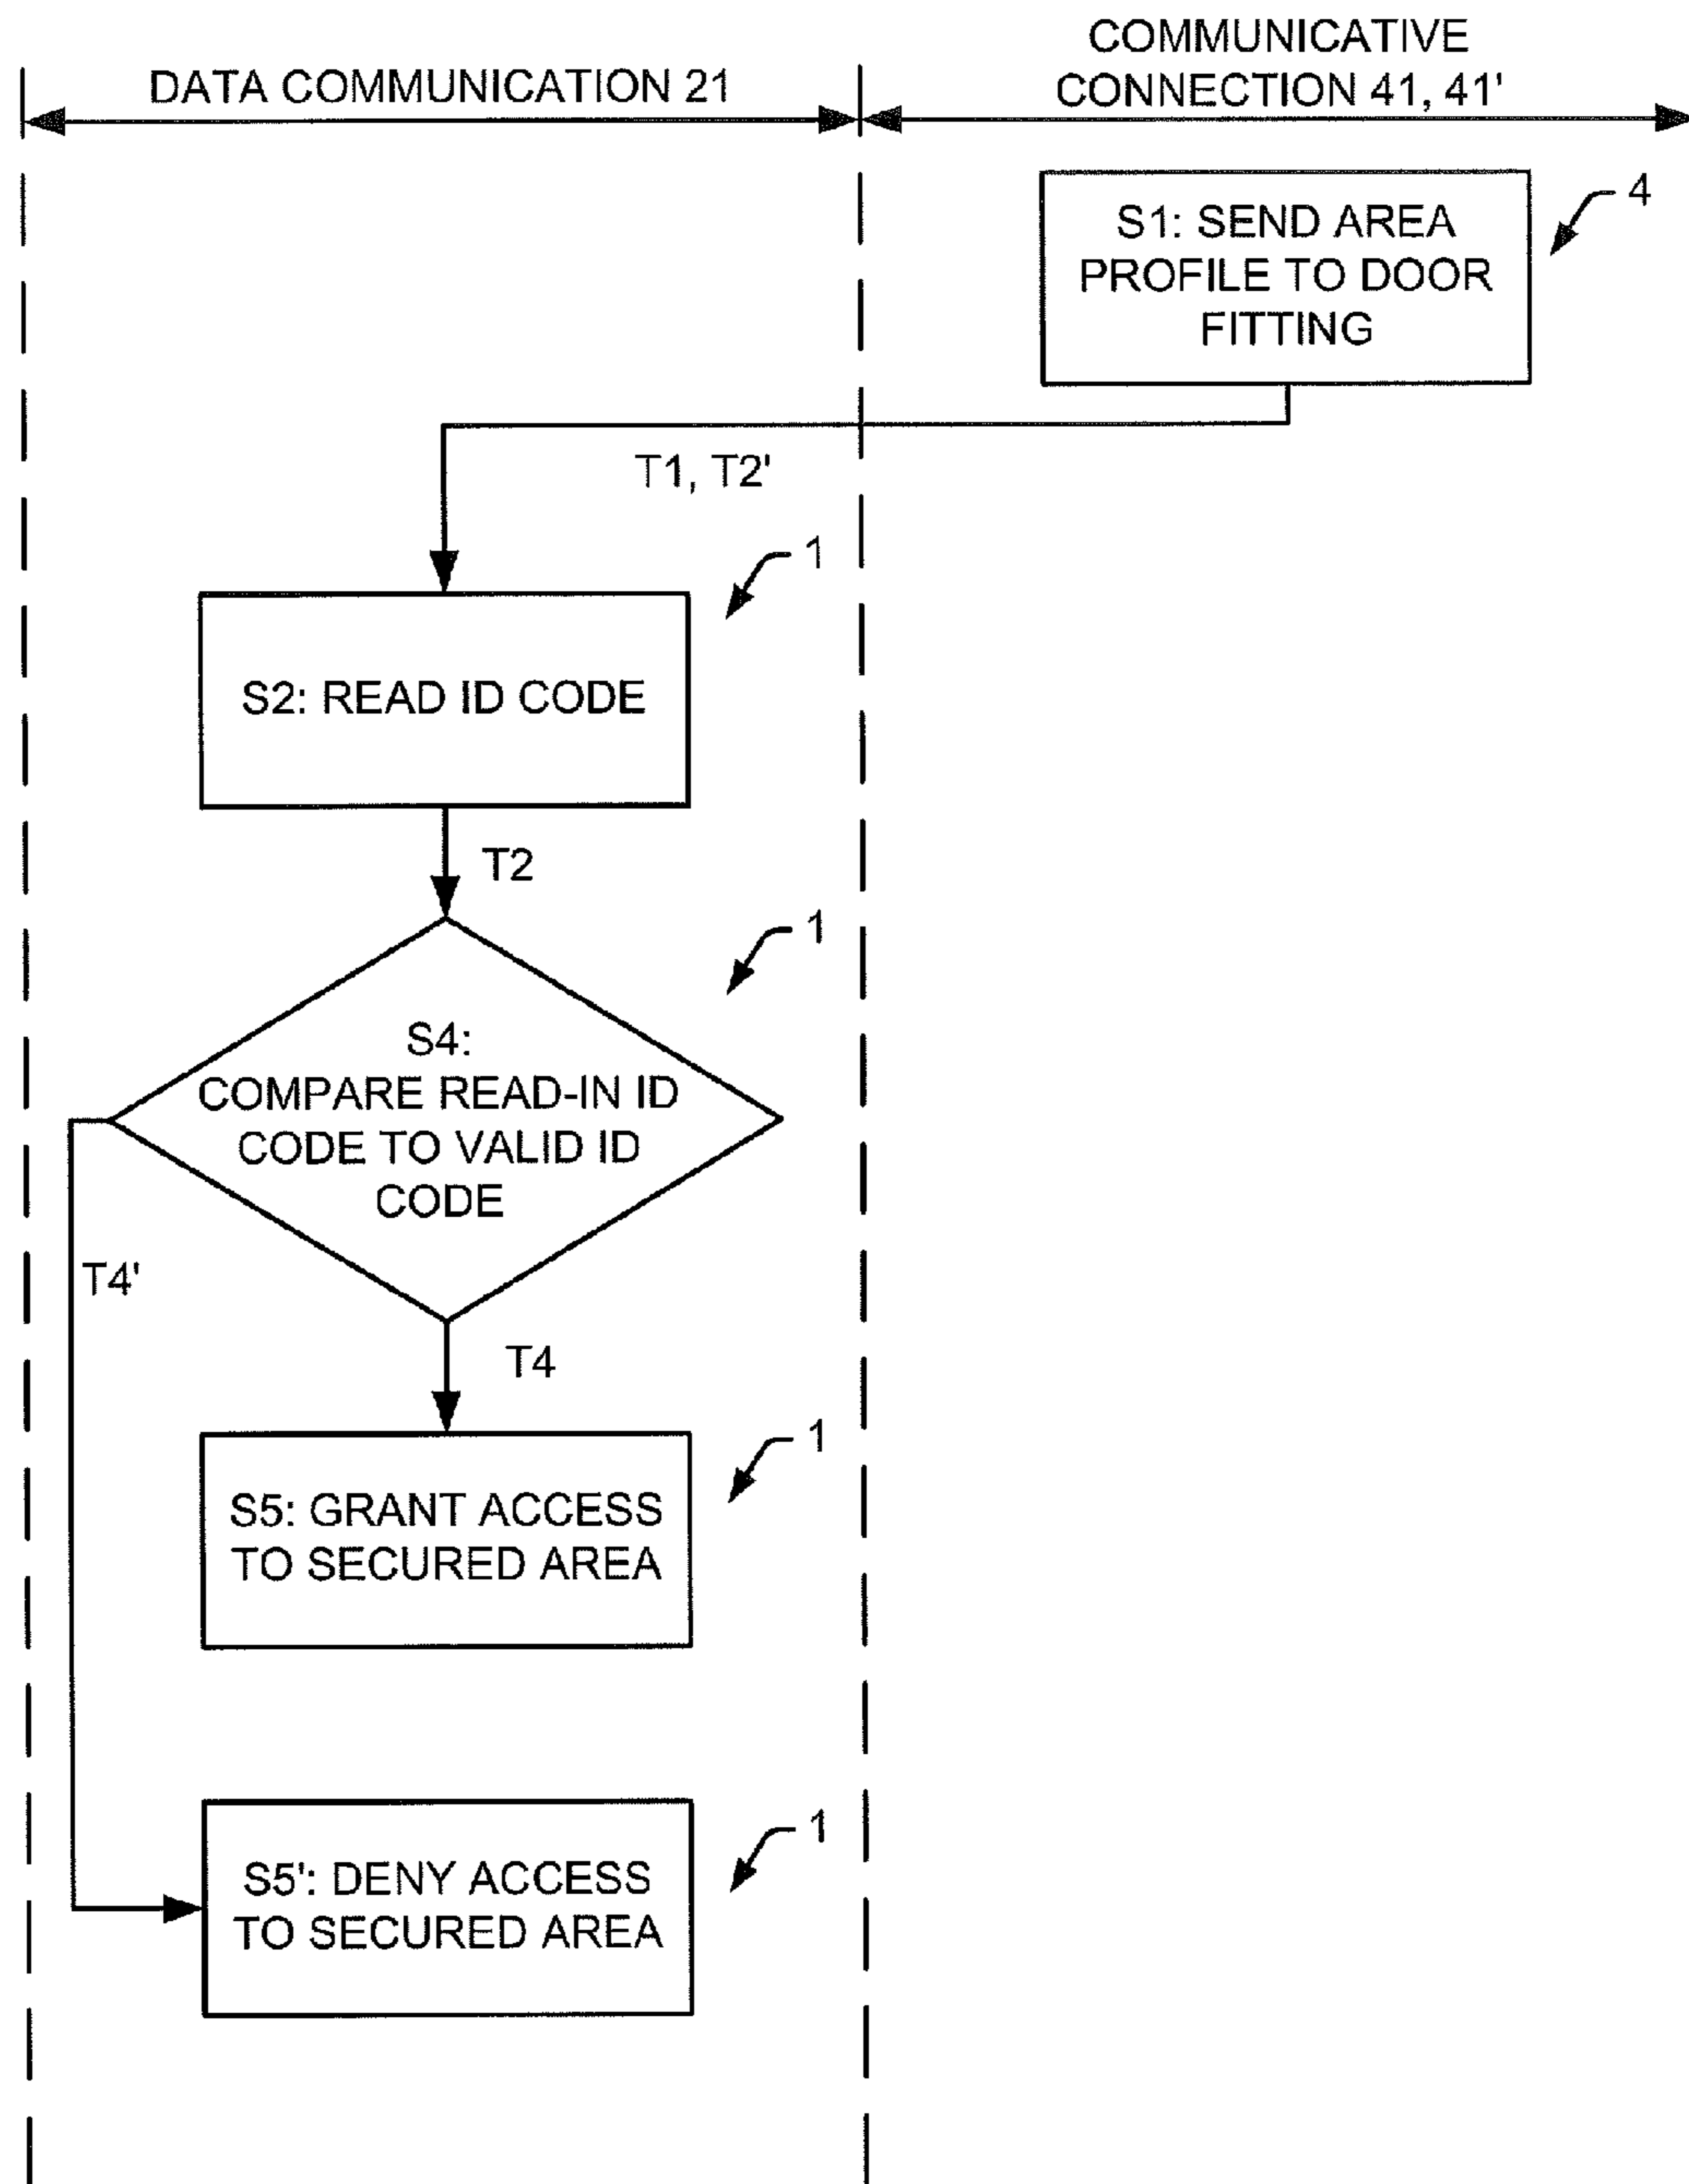 COMMUNICATIVE
DATA COMMUNICATION 21
CONNECTION 41, 41'
S1: SEND AREA
PROFILE TO DOOR
FITTING
4
T1, T2'
1
S2: READ ID CODE
T2
1
S4:
COMPARE READ-IN ID
CODE TO VALID ID
CODE
T4'
T4
1
S5: GRANT ACCESS
TO SECURED AREA
1
S5': DENY ACCESS
TO SECURED AREA